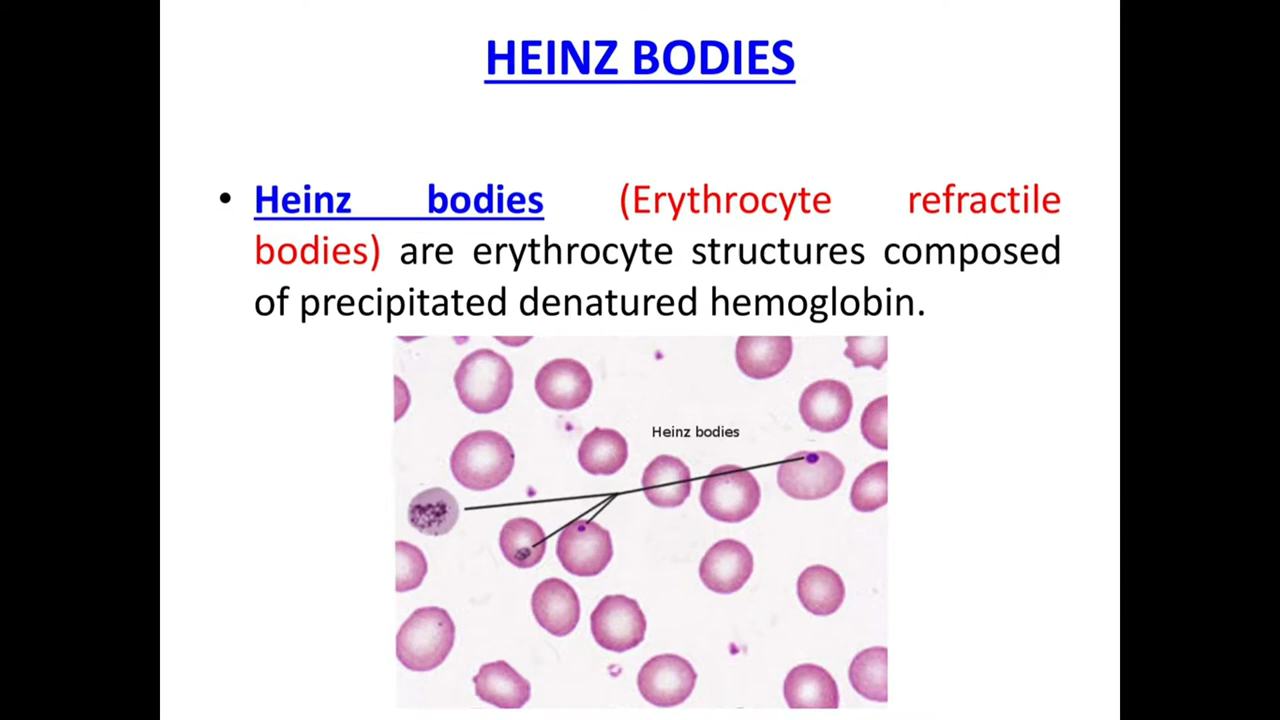 HEINZ BODIES
• Heinz bodies (Erythrocyte refractile
bodies) are erythrocyte structures composed
of precipitated denatured hemoglobin.
Heinz bodies